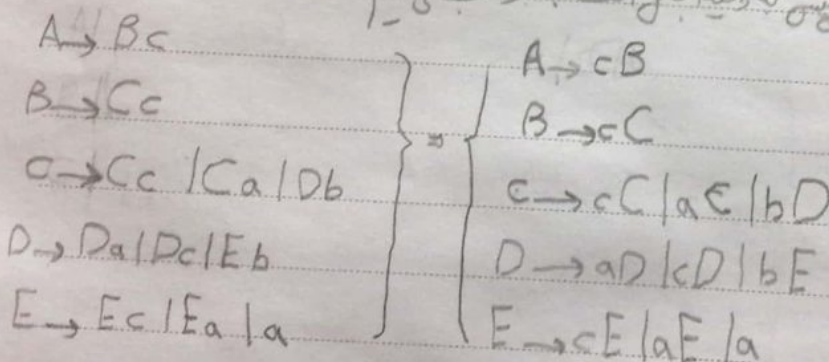 A → Bc
B → Cc
C → Cc | Ca | Db
D → Da | Dc | Eb
E → Ec | Ea | a
⇒
A → cB
B → cC
C → cC | aC | bD
D → aD | cD | bE
E → cE | aE | a